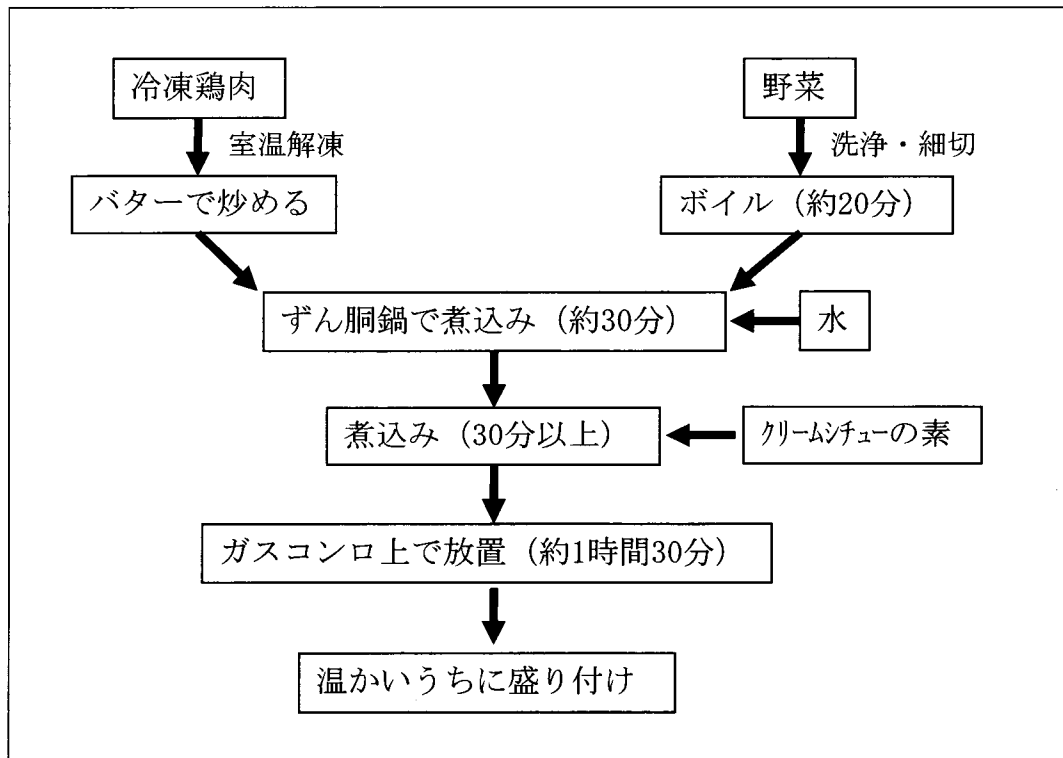 冷凍鶏肉
野菜
室温解凍
洗浄・細切
バターで炒める
ボイル（約20分）
ずん胴鍋で煮込み（約30分）
水
煮込み（30分以上）
ｸﾘｰﾑｼﾁｭｰの素
ガスコンロ上で放置（約1時間30分）
温かいうちに盛り付け